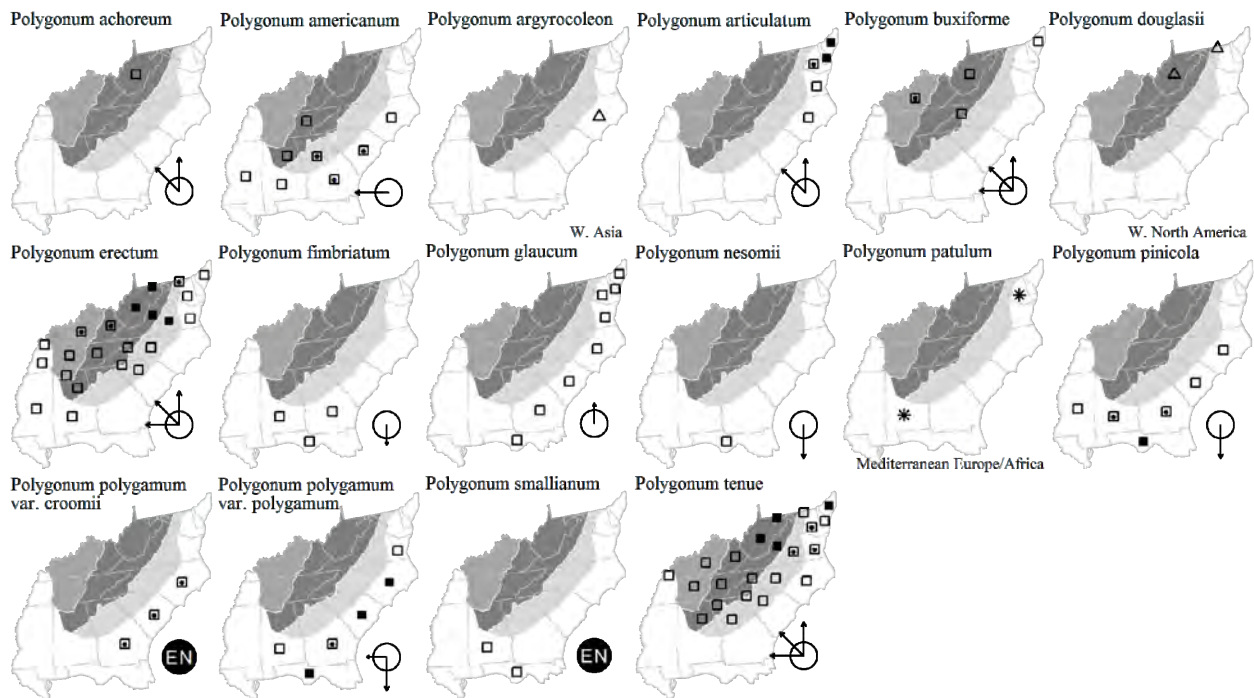 Polygonum achoreum
Polygonum americanum
Polygonum argyrocoleon
Polygonum articulatum
Polygonum buxiforme
Polygonum douglasii
W. Asia
W. North America
Polygonum erectum
Polygonum fimbriatum
Polygonum glaucum
Polygonum nesomii
Polygonum patulum
Polygonum pinicola
Mediterranean Europe/Africa
Polygonum polygamum
var. croomii
Polygonum polygamum
var. polygamum
Polygonum smallianum
Polygonum tenue
EN
EN